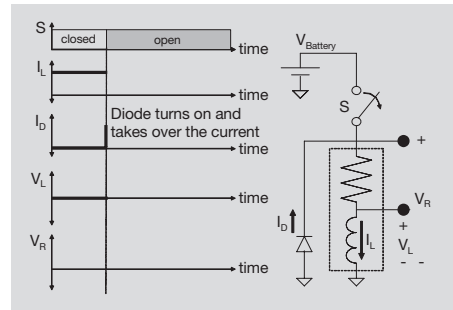 S
closed
open
time
I_L
time
I_D
Diode turns on and
takes over the current
time
V_L
time
V_R
time
V_Battery
S
+
V_R
I_D
I_L
+
V_L
- -